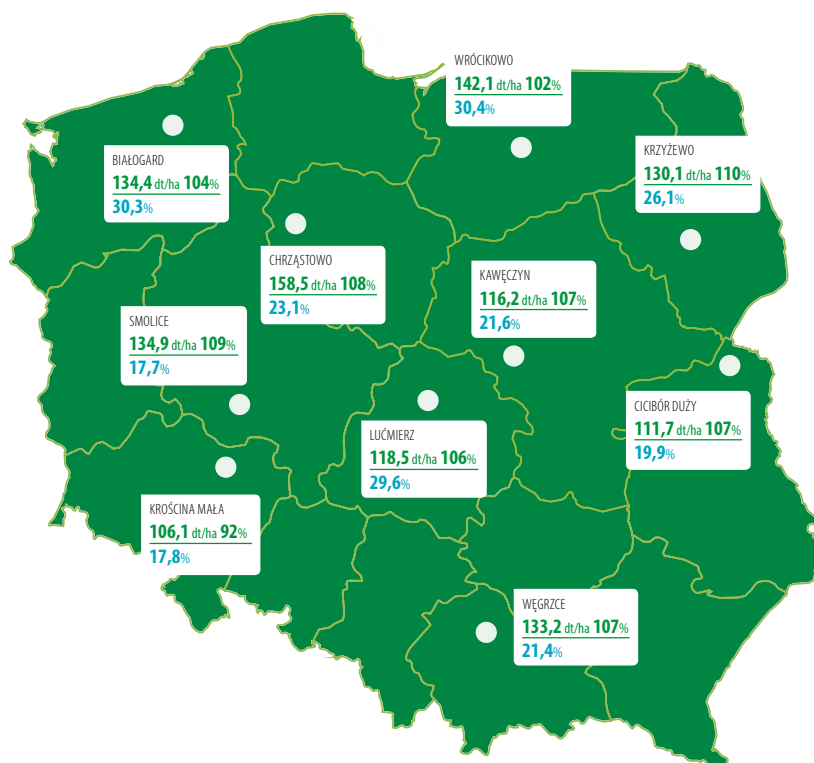 WRÓCIKOWO
142,1 dt/ha 102%
30,4%
BIAŁOGARD
134,4 dt/ha 104%
30,3%
KRZYŻEWO
130,1 dt/ha 110%
26,1%
CHRZĄSTOWO
158,5 dt/ha 108%
23,1%
KAWĘCZYN
116,2 dt/ha 107%
21,6%
SMOLICE
134,9 dt/ha 109%
17,7%
CICIBÓR DUŻY
111,7 dt/ha 107%
19,9%
LUĆMIERZ
118,5 dt/ha 106%
29,6%
KROŚCINA MAŁA
106,1 dt/ha 92%
17,8%
WĘGRZCE
133,2 dt/ha 107%
21,4%